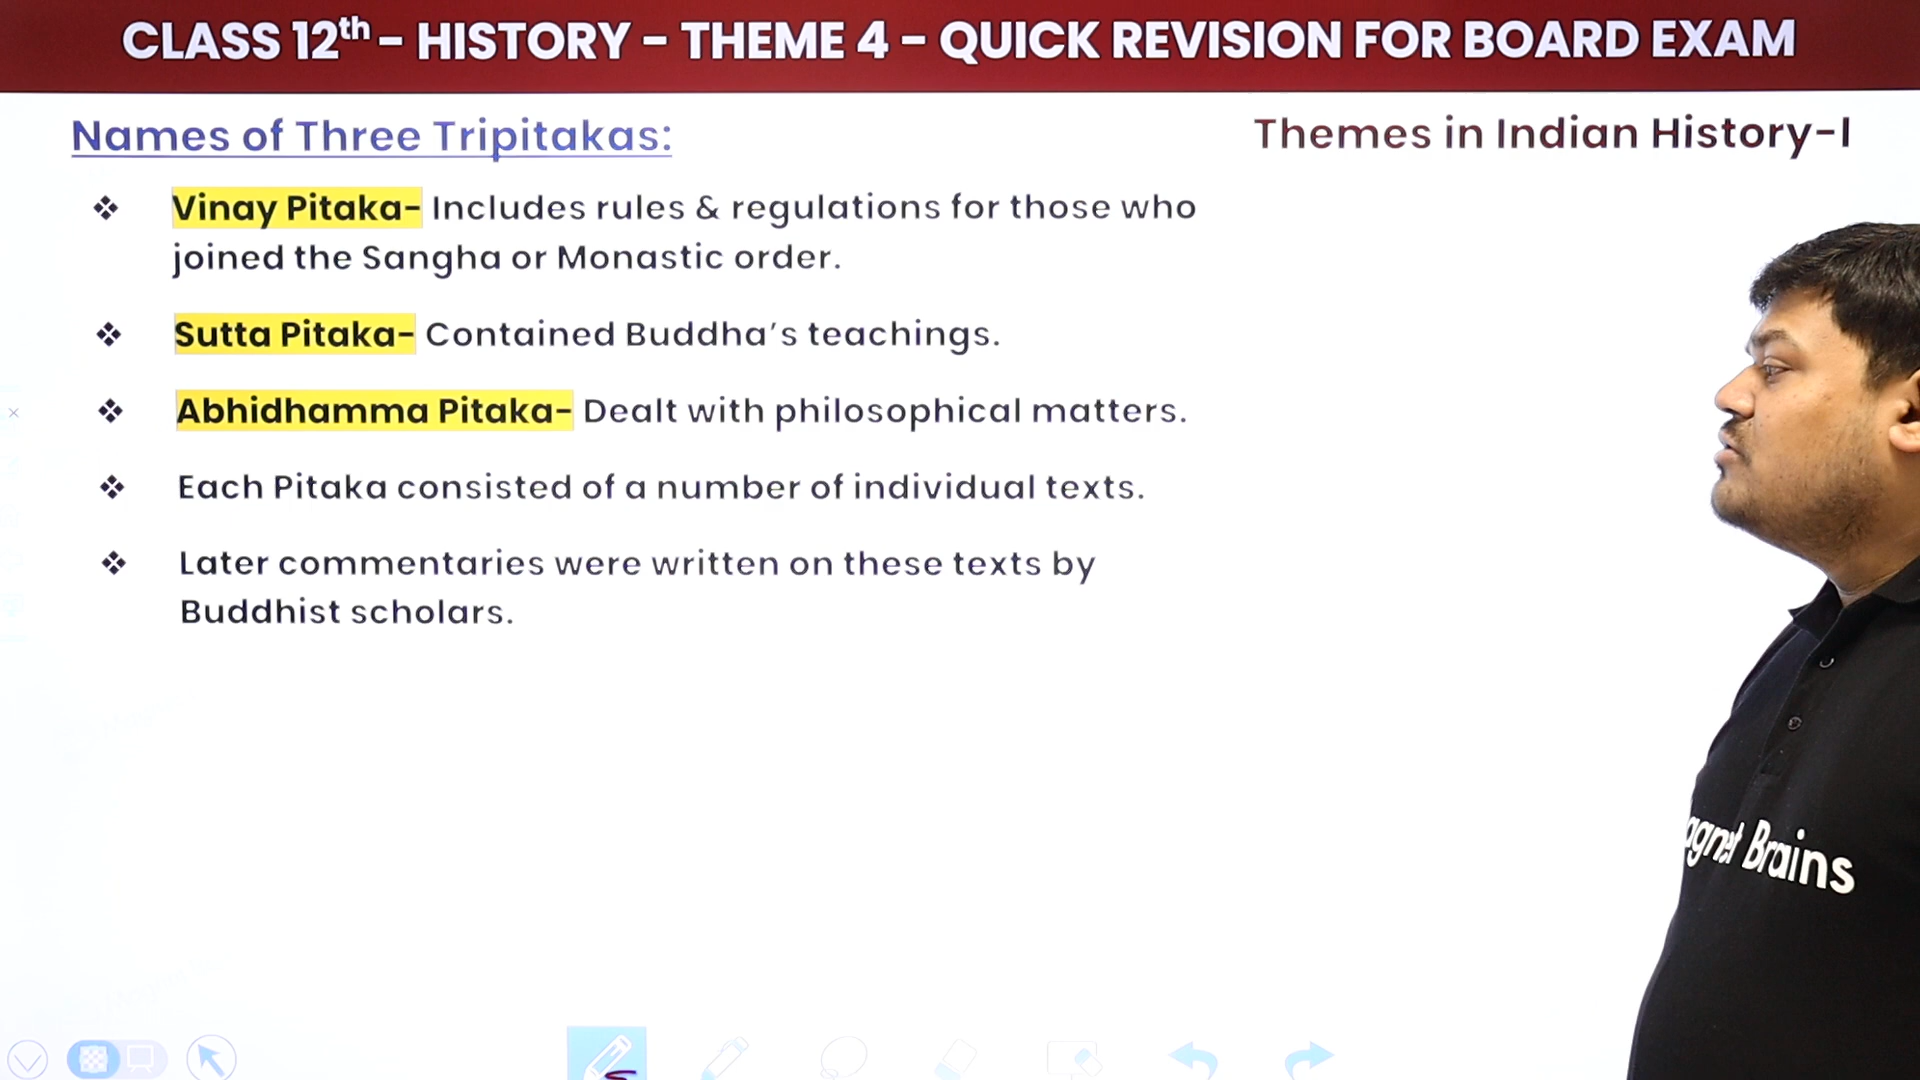 CLASS 12th - HISTORY - THEME 4 - QUICK REVISION FOR BOARD EXAM
Names of Three Tripitakas:
Themes in Indian History-I
❖ Vinay Pitaka- Includes rules & regulations for those who
joined the Sangha or Monastic order.
❖ Sutta Pitaka- Contained Buddha's teachings.
❖ Abhidhamma Pitaka- Dealt with philosophical matters.
❖ Each Pitaka consisted of a number of individual texts.
❖ Later commentaries were written on these texts by
Buddhist scholars.
Brains